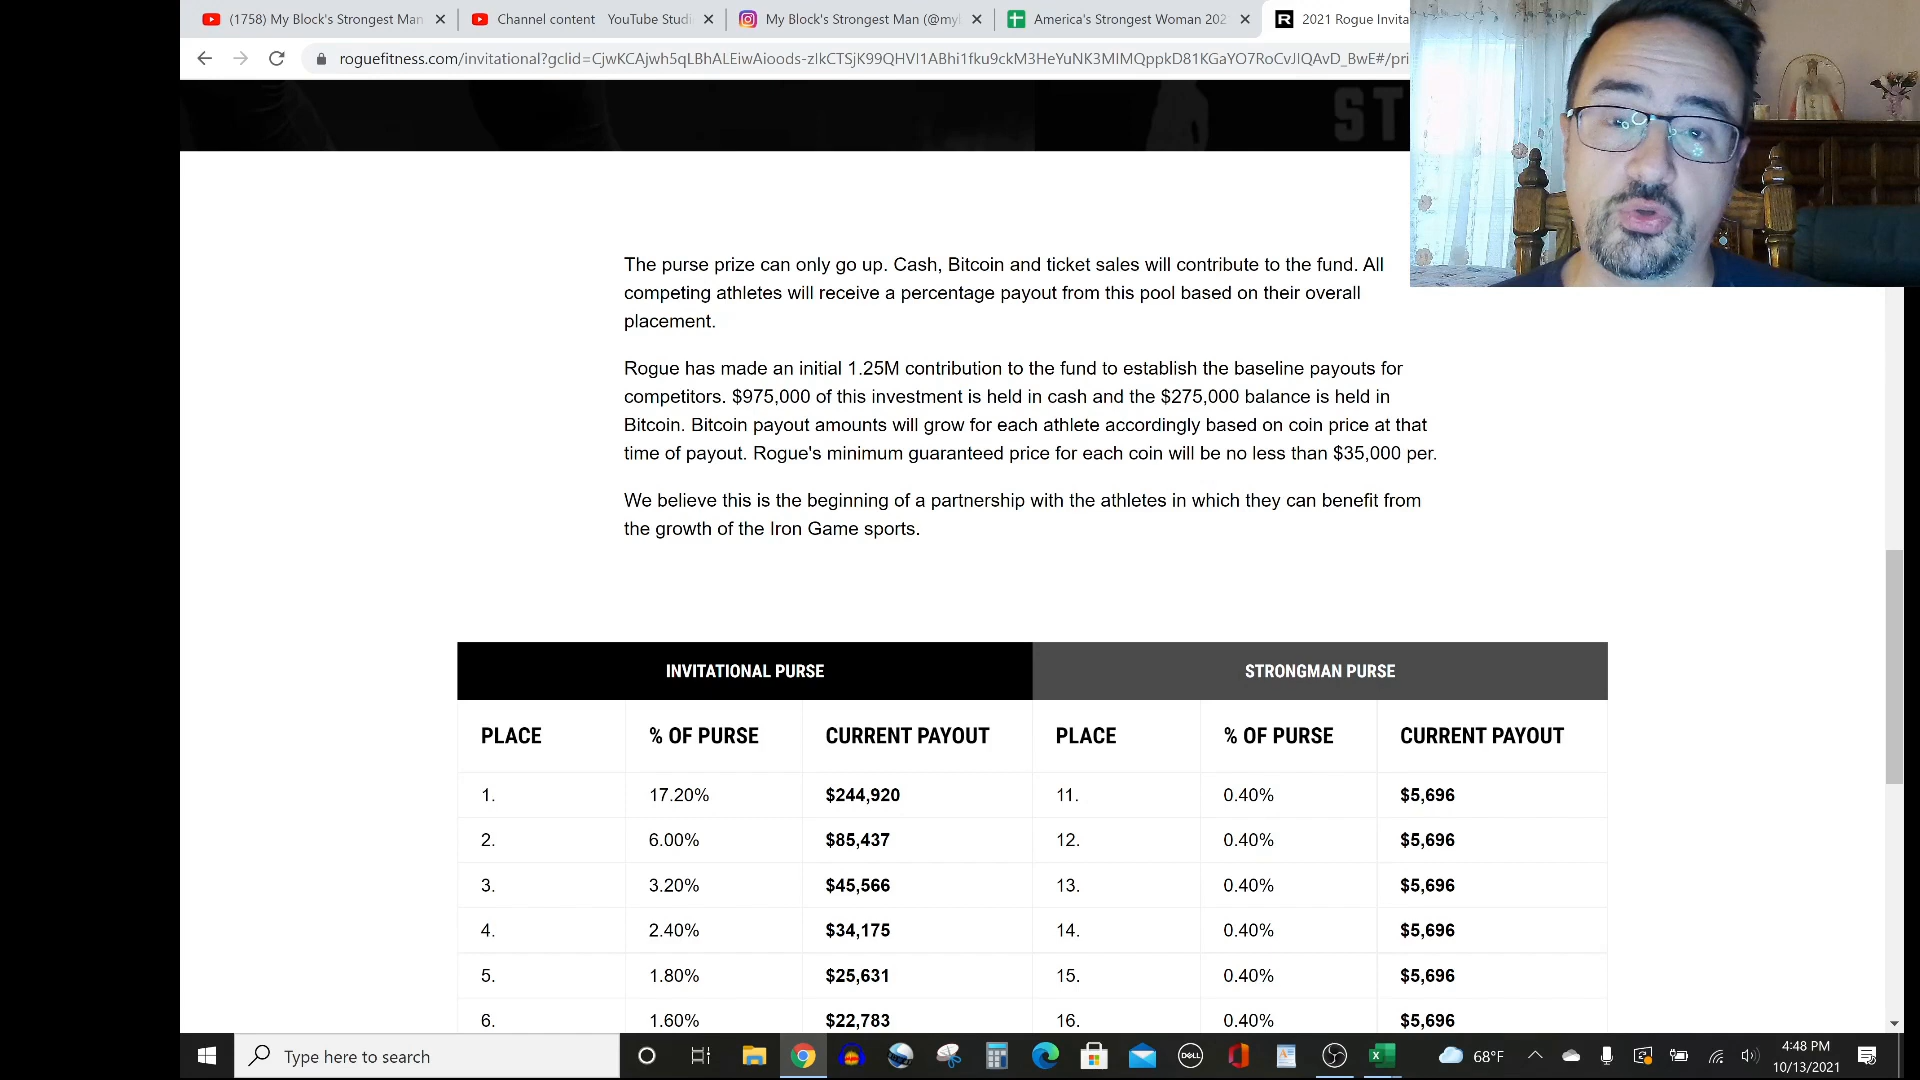 (1758) My Block's Strongest Man
Channel content - YouTube Studi
My Block's Strongest Man (@myl
America's Strongest Woman 202
2021 Rogue Invita
roguefitness.com/invitational?gclid=
ST
The purse prize can only go up. Cash, Bitcoin and ticket sales will contribute to the fund. All
competing athletes will receive a percentage payout from this pool based on their overall
placement.
Rogue has made an initial 1.25M contribution to the fund to establish the baseline payouts for
competitors. $975,000 of this investment is held in cash and the $275,000 balance is held in
Bitcoin. Bitcoin payout amounts will grow for each athlete accordingly based on coin price at that
time of payout. Rogue's minimum guaranteed price for each coin will be no less than $35,000 per.
We believe this is the beginning of a partnership with the athletes in which they can benefit from
the growth of the Iron Game sports.
INVITATIONAL PURSE STRONGMAN PURSE
PLACE % OF PURSE CURRENT PAYOUT PLACE % OF PURSE CURRENT PAYOUT
1. 17.20% $244,920 11. 0.40% $5,696
2. 6.00% $85,437 12. 0.40% $5,696
3. 3.20% $45,566 13. 0.40% $5,696
4. 2.40% $34,175 14. 0.40% $5,696
5. 1.80% $25,631 15. 0.40% $5,696
6. 1.60% $22,783 16. 0.40% $5,696
Type here to search
DELL
68°F
4:48 PM
10/13/2021